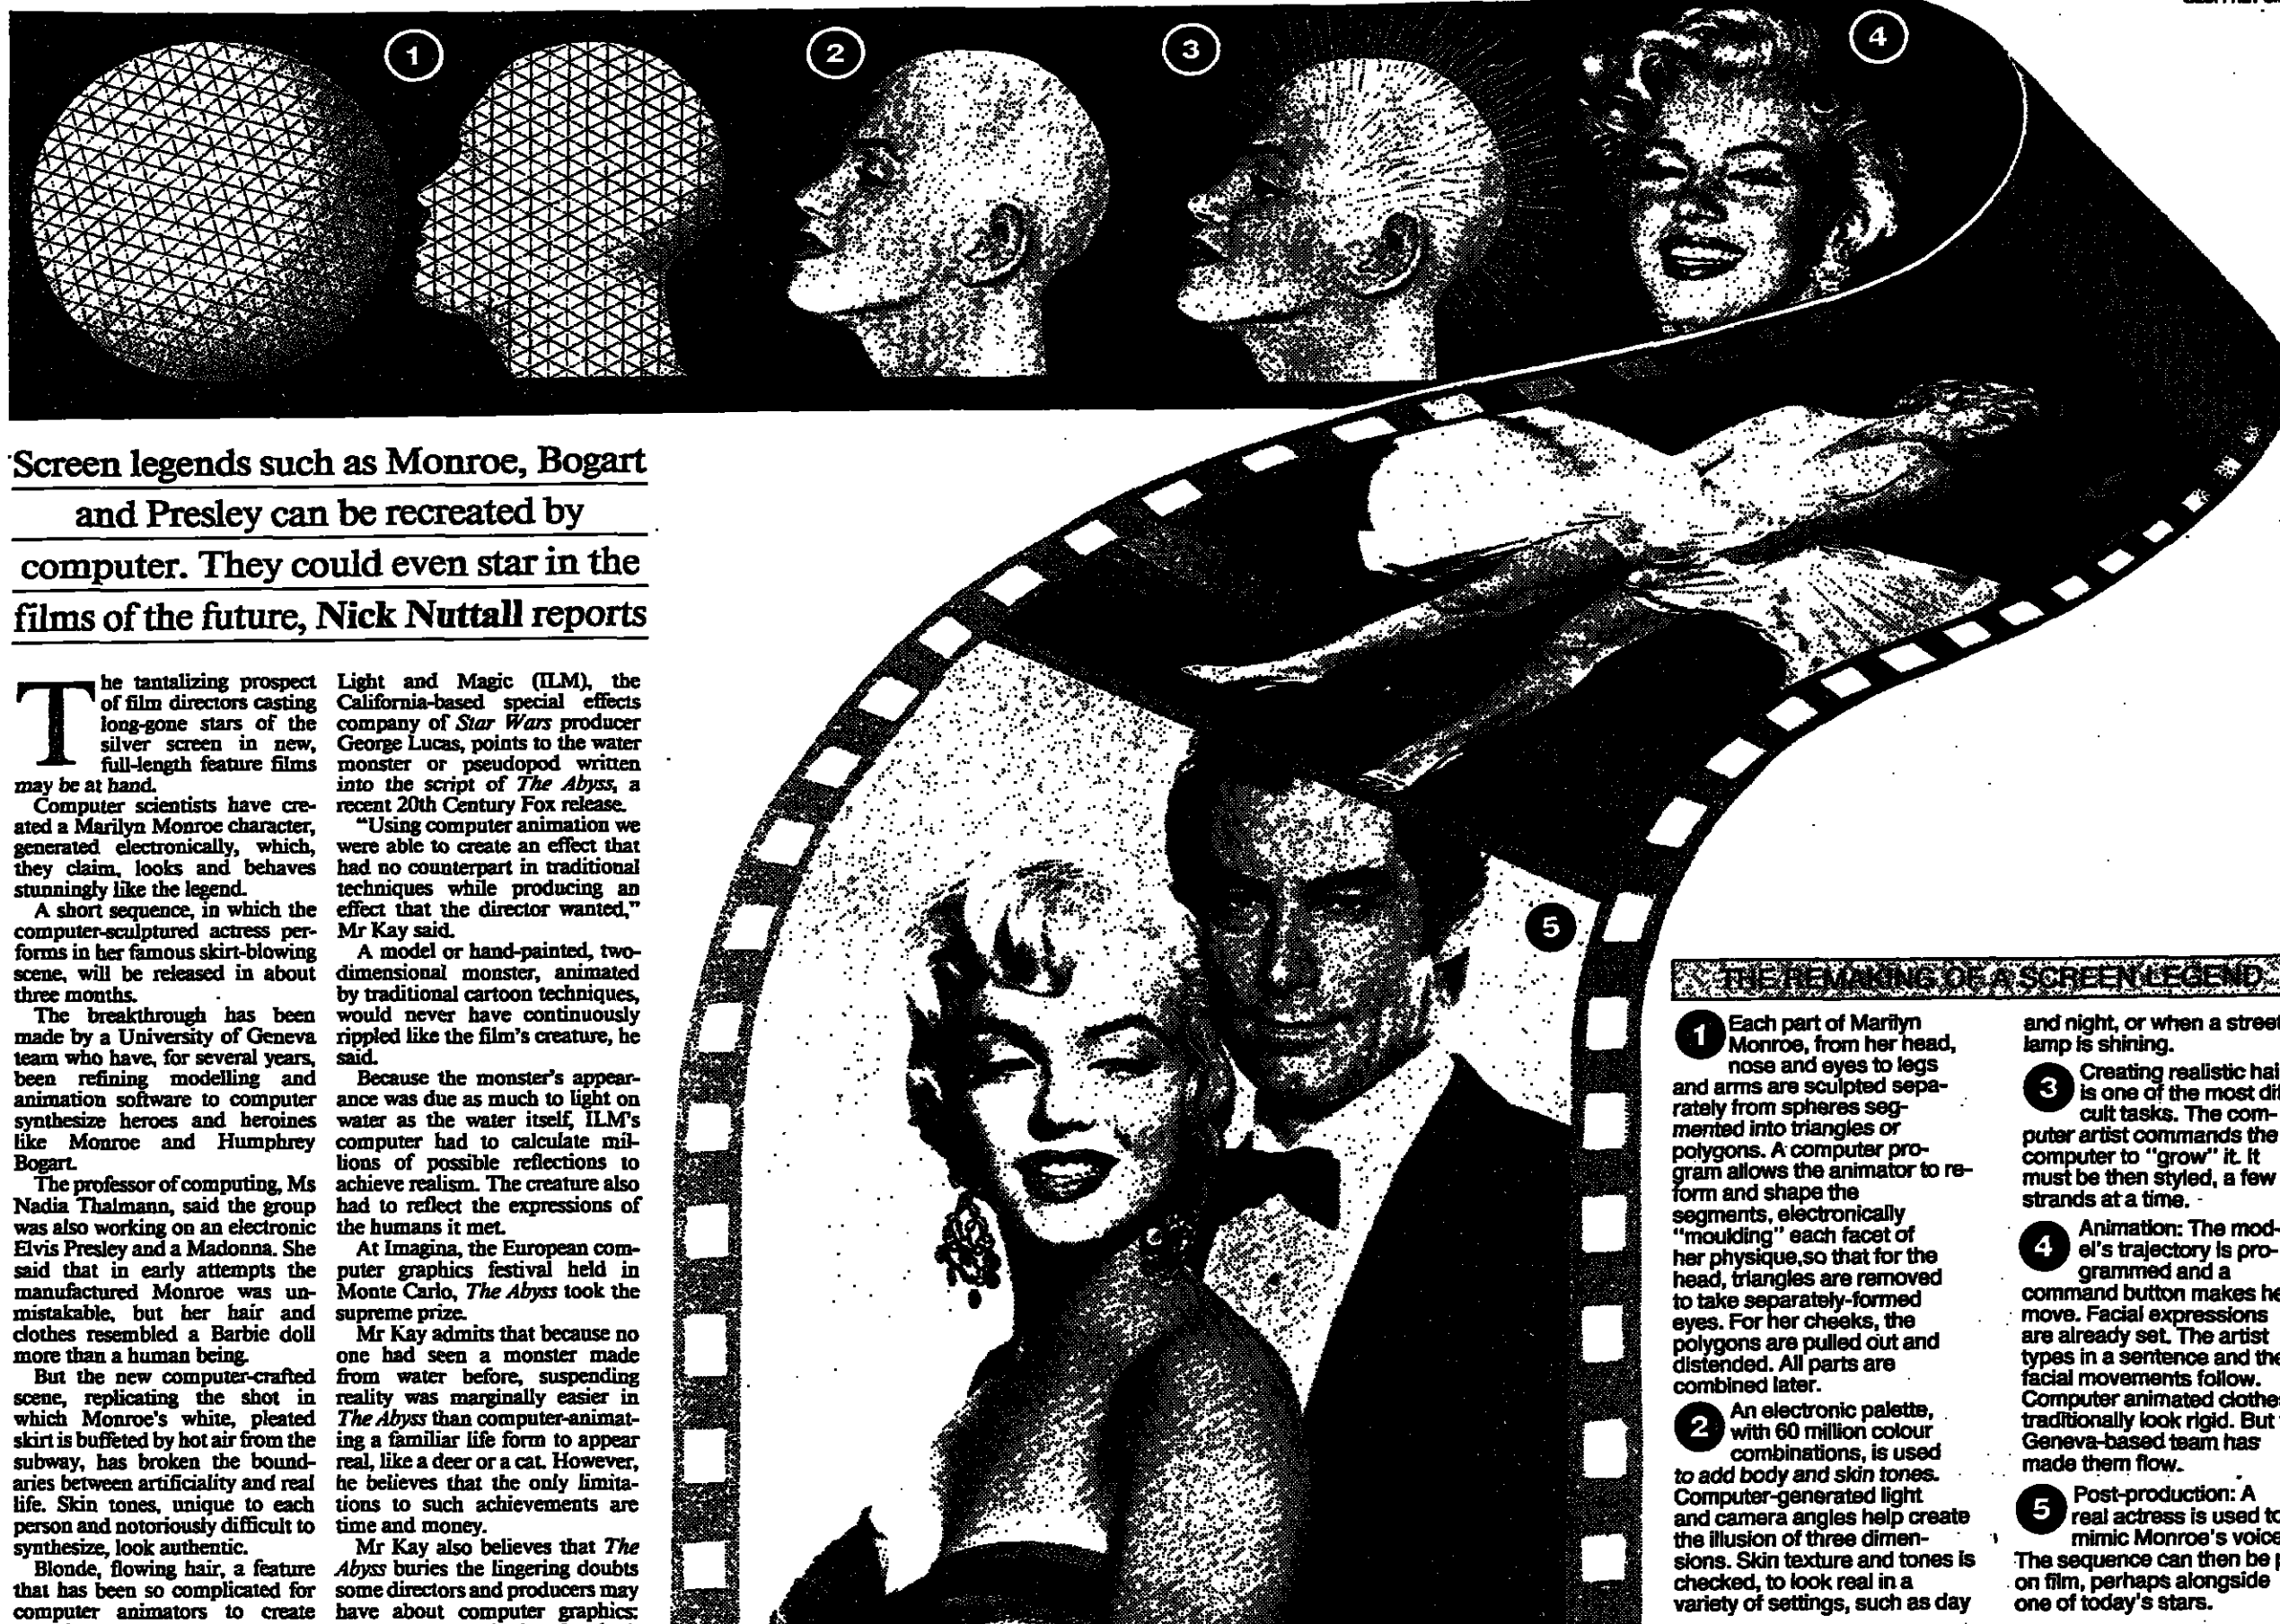 1
2
3
4
Screen legends such as Monroe, Bogart
and Presley can be recreated by
computer. They could even star in the
films of the future, Nick Nuttall reports
The tantalizing prospect
of film directors casting
long-gone stars of the
silver screen in new,
full-length feature films
may be at hand.
Computer scientists have cre-
ated a Marilyn Monroe character,
generated electronically, which,
they claim, looks and behaves
stunningly like the legend.
A short sequence, in which the
computer-sculptured actress per-
forms in her famous skirt-blowing
scene, will be released in about
three months.
The breakthrough has been
made by a University of Geneva
team who have, for several years,
been refining modelling and
animation software to computer
synthesize heroes and heroines
like Monroe and Humphrey
Bogart.
The professor of computing, Ms
Nadia Thalmann, said the group
was also working on an electronic
Elvis Presley and a Madonna. She
said that in early attempts the
manufactured Monroe was un-
mistakable, but her hair and
clothes resembled a Barbie doll
more than a human being.
But the new computer-crafted
scene, replicating the shot in
which Monroe's white, pleated
skirt is buffeted by hot air from the
subway, has broken the bound-
aries between artificiality and real
life. Skin tones, unique to each
person and notoriously difficult to
synthesize, look authentic.
Blonde, flowing hair, a feature
that has been so complicated for
computer animators to create
Light and Magic (ILM), the
California-based special effects
company of Star Wars producer
George Lucas, points to the water
monster or pseudopod written
into the script of The Abyss, a
recent 20th Century Fox release.
"Using computer animation we
were able to create an effect that
had no counterpart in traditional
techniques while producing an
effect that the director wanted,"
Mr Kay said.
A model or hand-painted, two-
dimensional monster, animated
by traditional cartoon techniques,
would never have continuously
rippled like the film's creature, he
said.
Because the monster's appear-
ance was due as much to light on
water as the water itself, ILM's
computer had to calculate mil-
lions of possible reflections to
achieve realism. The creature also
had to reflect the expressions of
the humans it met.
At Imagina, the European com-
puter graphics festival held in
Monte Carlo, The Abyss took the
supreme prize.
Mr Kay admits that because no
one had seen a monster made
from water before, suspending
reality was marginally easier in
The Abyss than computer-animat-
ing a familiar life form to appear
real, like a deer or a cat. However,
he believes that the only limita-
tions to such achievements are
time and money.
Mr Kay also believes that The
Abyss buries the lingering doubts
some directors and producers may
have about computer graphics:
5
THE REMAKING OF A SCREEN LEGEND
1 Each part of Marilyn
Monroe, from her head,
nose and eyes to legs
and arms are sculpted sepa-
rately from spheres seg-
mented into triangles or
polygons. A computer pro-
gram allows the animator to re-
form and shape the
segments, electronically
"moulding" each facet of
her physique,so that for the
head, triangles are removed
to take separately-formed
eyes. For her cheeks, the
polygons are pulled out and
distended. All parts are
combined later.
2 An electronic palette,
with 60 million colour
combinations, is used
to add body and skin tones.
Computer-generated light
and camera angles help create
the illusion of three dimen-
sions. Skin texture and tones is
checked, to look real in a
variety of settings, such as day
and night, or when a street
lamp is shining.
3 Creating realistic hai
is one of the most dif
cult tasks. The com-
puter artist commands the
computer to "grow" it. It
must be then styled, a few
strands at a time.
4 Animation: The mod-
el's trajectory is pro-
grammed and a
command button makes he
move. Facial expressions
are already set. The artist
types in a sentence and the
facial movements follow.
Computer animated clothe
traditionally look rigid. But
Geneva-based team has
made them flow.
5 Post-production: A
real actress is used to
mimic Monroe's voice
The sequence can then be p
on film, perhaps alongside
one of today's stars.